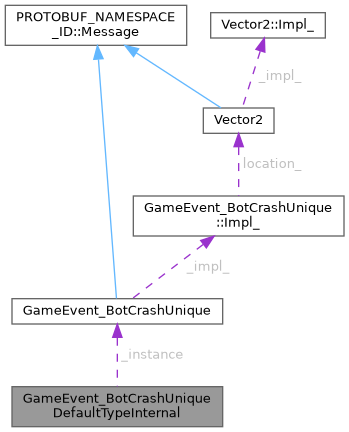 PROTOBUF_NAMESPACE
_ID::Message
Vector2::Impl_
_impl_
Vector2
location_
GameEvent_BotCrashUnique
::Impl_
_impl_
GameEvent_BotCrashUnique
_instance
GameEvent_BotCrashUnique
DefaultTypeInternal